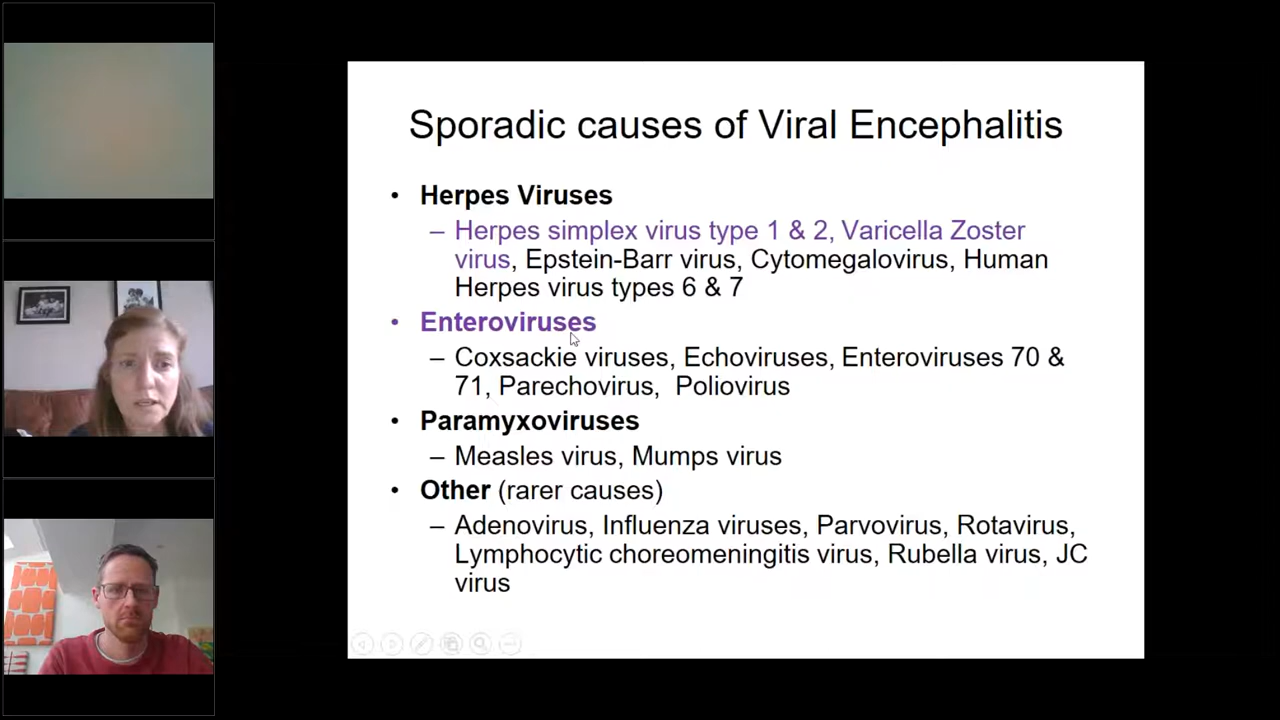 Sporadic causes of Viral Encephalitis
• Herpes Viruses
– Herpes simplex virus type 1 & 2, Varicella Zoster
virus, Epstein-Barr virus, Cytomegalovirus, Human
Herpes virus types 6 & 7
• Enteroviruses
– Coxsackie viruses, Echoviruses, Enteroviruses 70 &
71, Parechovirus, Poliovirus
• Paramyxoviruses
– Measles virus, Mumps virus
• Other (rarer causes)
– Adenovirus, Influenza viruses, Parvovirus, Rotavirus,
Lymphocytic choreomeningitis virus, Rubella virus, JC
virus